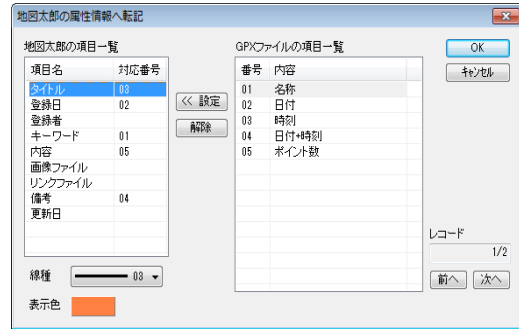 地図太郎の属性情報へ転記
地図太郎の項目一覧
項目名 対応番号
タイトル 03
登録日 02
登録者
キーワード 01
内容 05
画像ファイル
リンクファイル
備考 04
更新日
<< 設定
解除
GPXファイルの項目一覧
番号 内容
01 名称
02 日付
03 時刻
04 日付+時刻
05 ポイント数
OK
キャンセル
レコード
1/2
前へ 次へ
線種 03
表示色